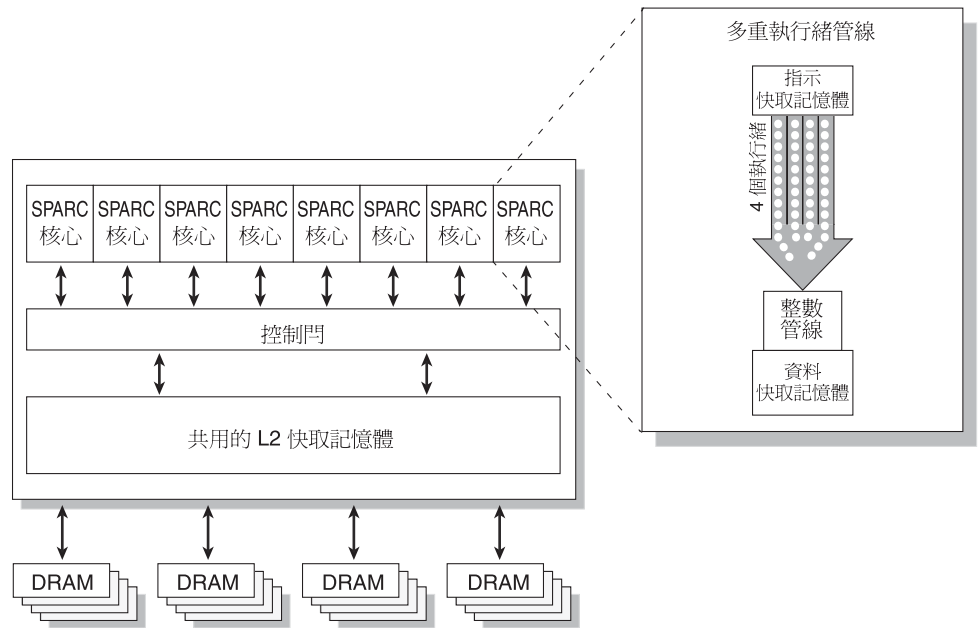 多重執行緒管線
指示
快取記憶體
4 個執行緒
整數
管線
資料
快取記憶體
SPARC
核心
SPARC
核心
SPARC
核心
SPARC
核心
SPARC
核心
SPARC
核心
SPARC
核心
SPARC
核心
控制閂
共用的 L2 快取記憶體
DRAM
DRAM
DRAM
DRAM